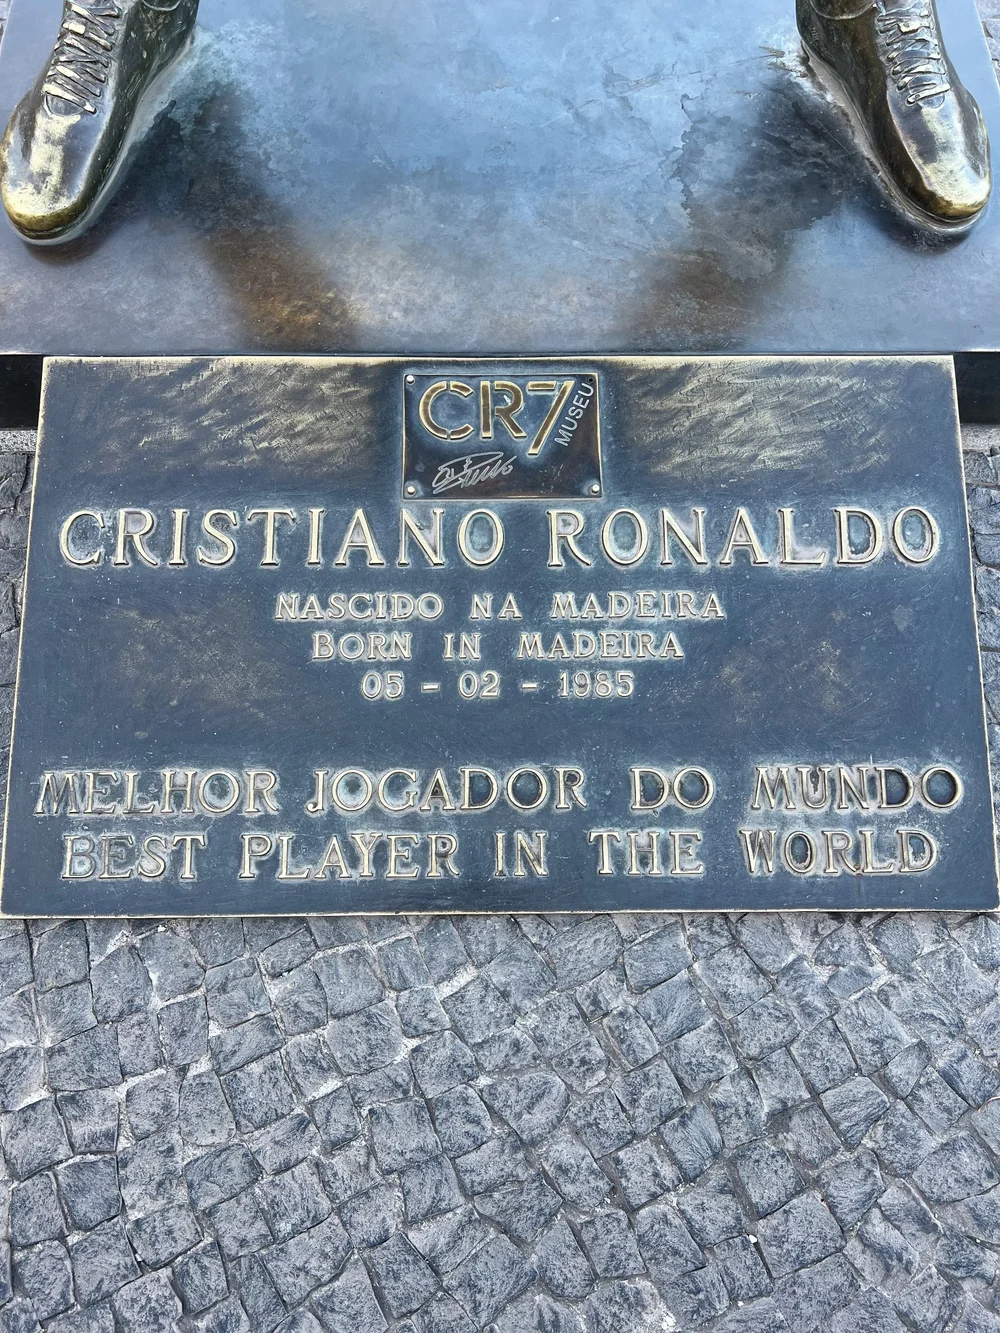 CR7
MUSEU
CRISTIANO RONALDO
NASCIDO NA MADEIRA
BORN IN MADEIRA
05 - 02 - 1985
MELHOR JOGADOR DO MUNDO
BEST PLAYER IN THE WORLD